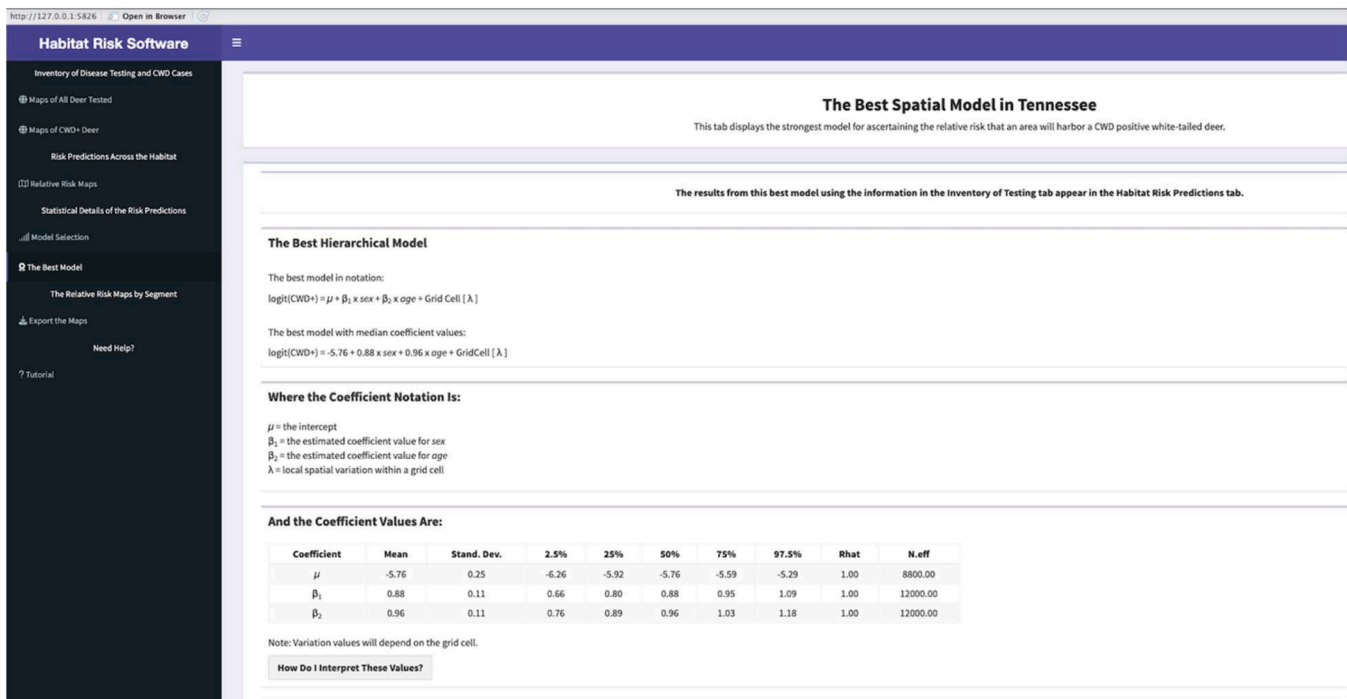 http://127.0.0.1:5826 Open in Browser
Habitat Risk Software
Inventory of Disease Testing and CWD Cases
Maps of All Deer Tested
Maps of CWD+ Deer
Risk Predictions Across the Habitat
Relative Risk Maps
Statistical Details of the Risk Predictions
Model Selection
The Best Model
The Relative Risk Maps by Segment
Export the Maps
Need Help?
? Tutorial
The Best Spatial Model in Tennessee
This tab displays the strongest model for ascertaining the relative risk that an area will harbor a CWD positive white-tailed deer.
The results from this best model using the information in the Inventory of Testing tab appear in the Habitat Risk Predictions tab.
The Best Hierarchical Model
The best model in notation:
logit(CWD+) = μ + β₁ x sex + β₂ x age + Grid Cell [ λ ]
The best model with median coefficient values:
logit(CWD+) = -5.76 + 0.88 x sex + 0.96 x age + GridCell [ λ ]
Where the Coefficient Notation Is:
μ = the intercept
β₁ = the estimated coefficient value for sex
β₂ = the estimated coefficient value for age
λ = local spatial variation within a grid cell
And the Coefficient Values Are:
Coefficient Mean Stand. Dev. 2.5% 25% 50% 75% 97.5% Rhat N.eff
μ -5.76 0.25 -6.26 -5.92 -5.76 -5.59 -5.29 1.00 8800.00
β₁ 0.88 0.11 0.66 0.80 0.88 0.95 1.09 1.00 12000.00
β₂ 0.96 0.11 0.76 0.89 0.96 1.03 1.18 1.00 12000.00
Note: Variation values will depend on the grid cell.
How Do I Interpret These Values?